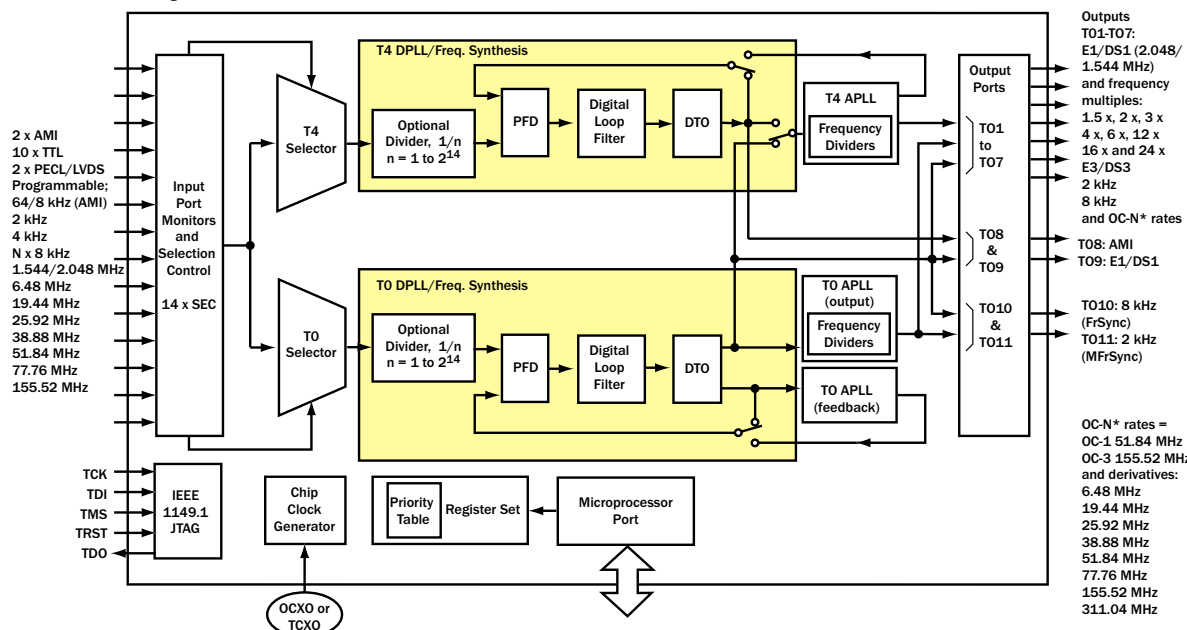 2 x AMI
10 x TTL
2 x PECL/LVDS
Programmable;
64/8 kHz (AMI)
2 kHz
4 kHz
N x 8 kHz
1.544/2.048 MHz
6.48 MHz
19.44 MHz
25.92 MHz
38.88 MHz
51.84 MHz
77.76 MHz
155.52 MHz
Input
Port
Monitors
and
Selection
Control
14 x SEC
T4
Selector
T4 DPLL/Freq. Synthesis
Optional
Divider, 1/n
n = 1 to 2^14
PFD
Digital
Loop
Filter
DTO
T4 APLL
Frequency
Dividers
T0
Selector
T0 DPLL/Freq. Synthesis
Optional
Divider, 1/n
n = 1 to 2^14
PFD
Digital
Loop
Filter
DTO
T0 APLL
(output)
Frequency
Dividers
T0 APLL
(feedback)
Output
Ports
TO1
to
TO7
TO8
&
TO9
TO10
&
TO11
Outputs
T01-T07:
E1/DS1 (2.048/
1.544 MHz)
and frequency
multiples:
1.5 x, 2 x, 3 x
4 x, 6 x, 12 x
16 x and 24 x
E3/DS3
2 kHz
8 kHz
and OC-N* rates
T08: AMI
T09: E1/DS1
TO10: 8 kHz
(FrSync)
TO11: 2 kHz
(MFrSync)
OC-N* rates =
OC-1 51.84 MHz
OC-3 155.52 MHz
and derivatives:
6.48 MHz
19.44 MHz
25.92 MHz
38.88 MHz
51.84 MHz
77.76 MHz
155.52 MHz
311.04 MHz
TCK
TDI
TMS
TRST
TDO
IEEE
1149.1
JTAG
Chip
Clock
Generator
OCXO or
TCXO
Priority
Table
Register Set
Microprocessor
Port